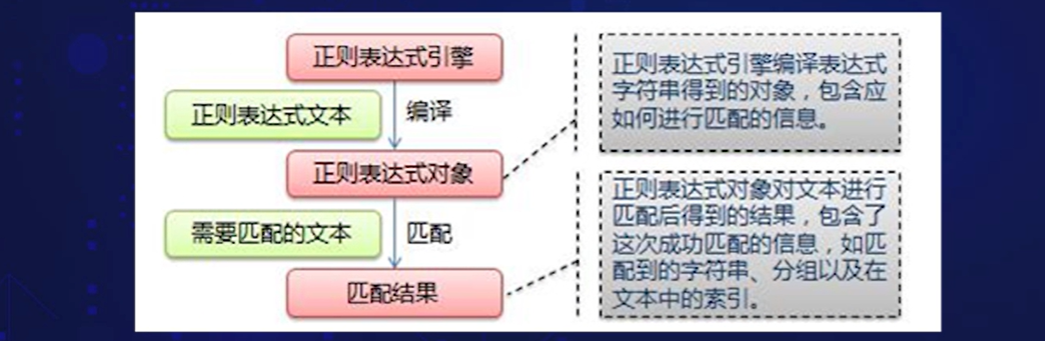 正则表达式引擎
正则表达式文本
编译
正则表达式对象
需要匹配的文本
匹配
匹配结果
正则表达式引擎编译表达式
字符串得到的对象，包含应
如何进行匹配的信息。
正则表达式对象对文本进行
匹配后得到的结果，包含了
这次成功匹配的信息，如匹
配到的字符串、分组以及在
文本中的索引。